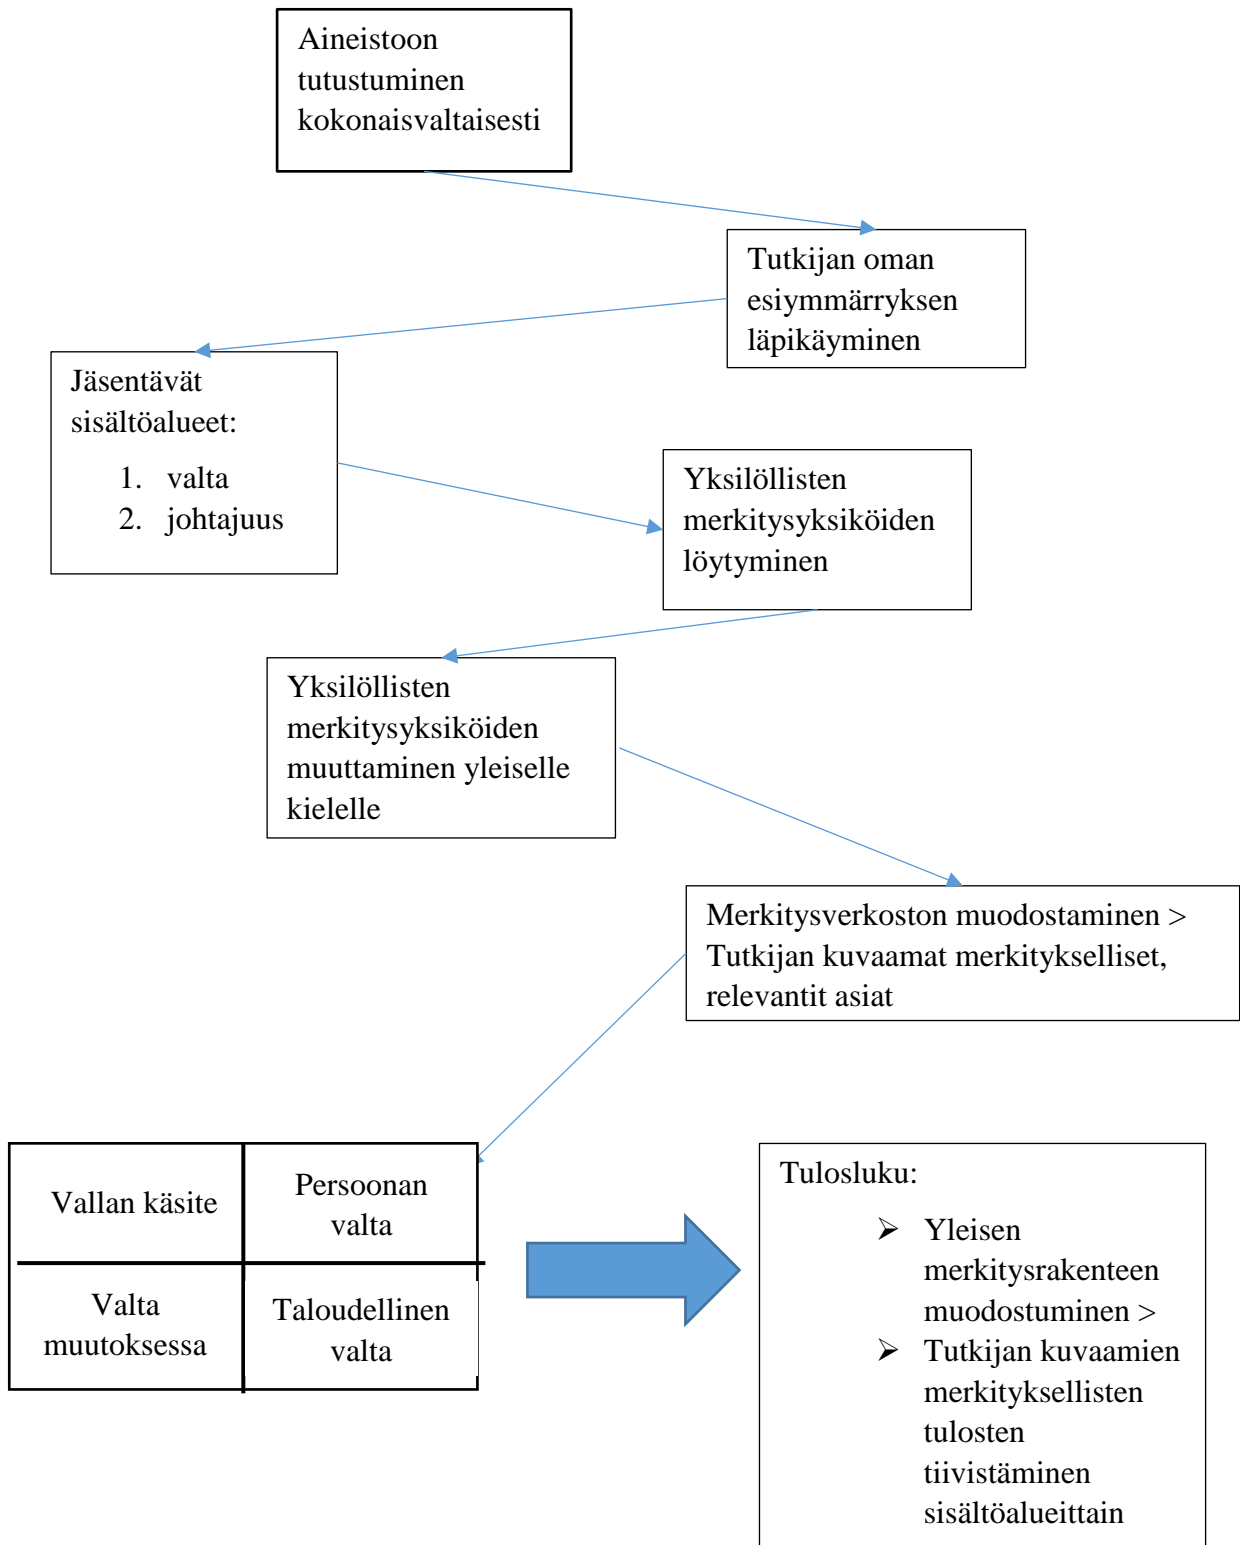 Aineistoon
tutustuminen
kokonaisvaltaisesti
Tutkijan oman
esiymmärryksen
läpikäyminen
Jäsentävät
sisältöalueet:
1. valta
2. johtajuus
Yksilöllisten
merkitysyksiköiden
löytyminen
Yksilöllisten
merkitysyksiköiden
muuttaminen yleiselle
kielelle
Merkitysverkoston muodostaminen >
Tutkijan kuvaamat merkitykselliset,
relevantit asiat
Vallan käsite
Persoonan
valta
Valta
muutoksessa
Taloudellinen
valta
Tulosluku:
➢ Yleisen
merkitysrakenteen
muodostuminen >
➢ Tutkijan kuvaamien
merkityksellisten
tulosten
tiivistäminen
sisältöalueittain